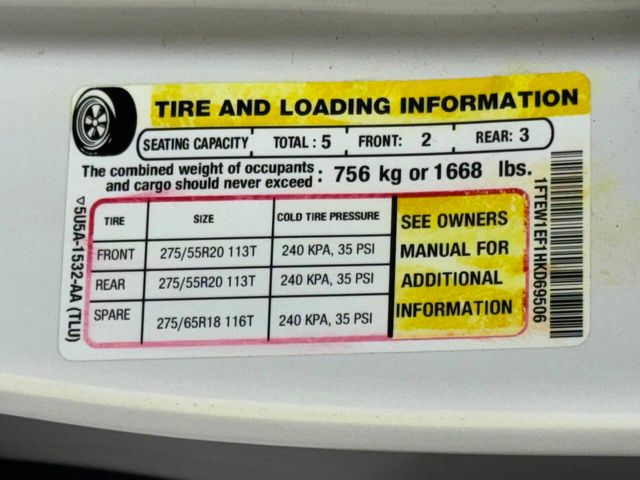 TIRE AND LOADING INFORMATION
SEATING CAPACITY TOTAL : 5 FRONT: 2 REAR: 3
The combined weight of occupants
and cargo should never exceed : 756 kg or 1668 lbs.
TIRE SIZE COLD TIRE PRESSURE
FRONT 275/55R20 113T 240 KPA, 35 PSI
REAR 275/55R20 113T 240 KPA, 35 PSI
SPARE 275/65R18 116T 240 KPA, 35 PSI
SEE OWNERS
MANUAL FOR
ADDITIONAL
INFORMATION
▽5U5A-1532-AA (TLU)
1FTEW1EF1HKD69506